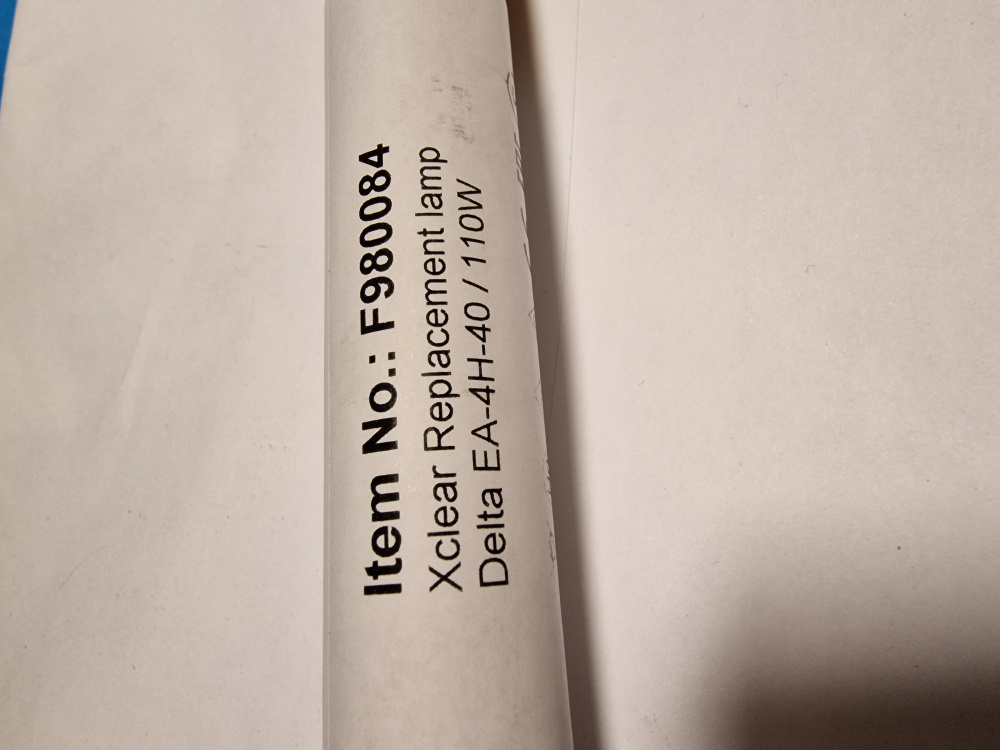 Item No.: F980084
Xclear Replacement lamp
Delta EA-4H-40 / 110W